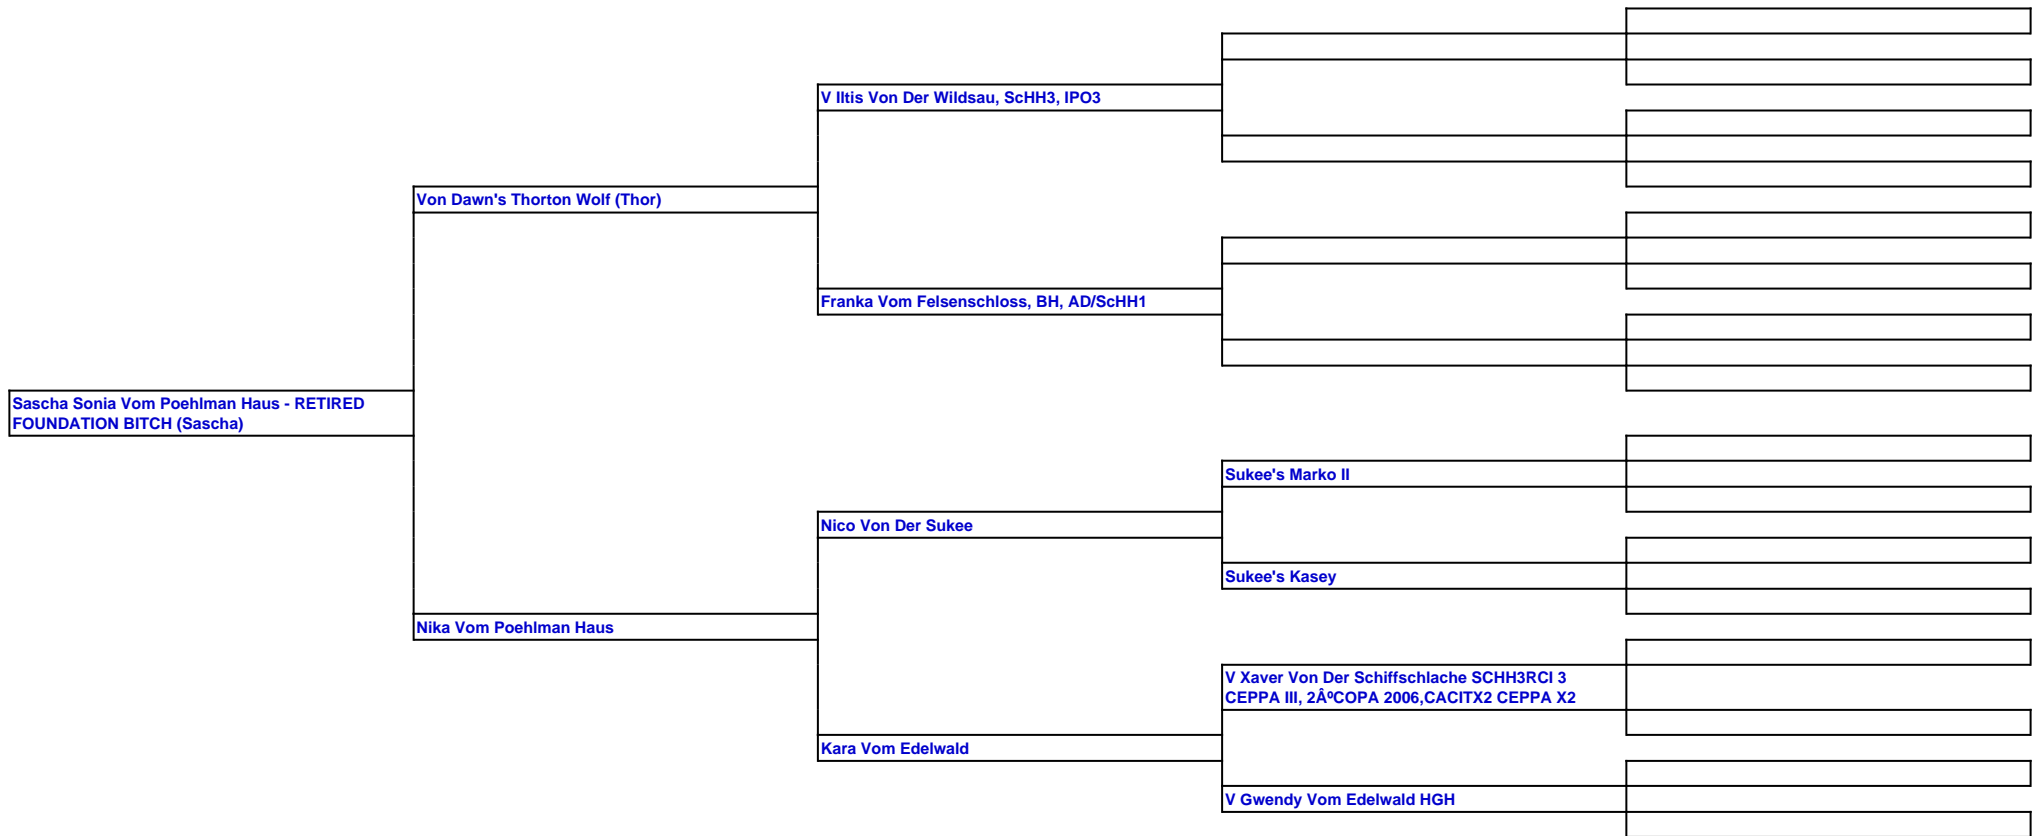 V Iltis Von Der Wildsau, ScHH3, IPO3
Von Dawn's Thorton Wolf (Thor)
Franka Vom Felsenschloss, BH, AD/ScHH1
Sascha Sonia Vom Poehlman Haus - RETIRED
FOUNDATION BITCH (Sascha)
Sukee's Marko II
Nico Von Der Sukee
Sukee's Kasey
Nika Vom Poehlman Haus
V Xaver Von Der Schiffschlache SCHH3RCI 3
CEPPA III, 2ÂºCOPA 2006,CACITX2 CEPPA X2
Kara Vom Edelwald
V Gwendy Vom Edelwald HGH